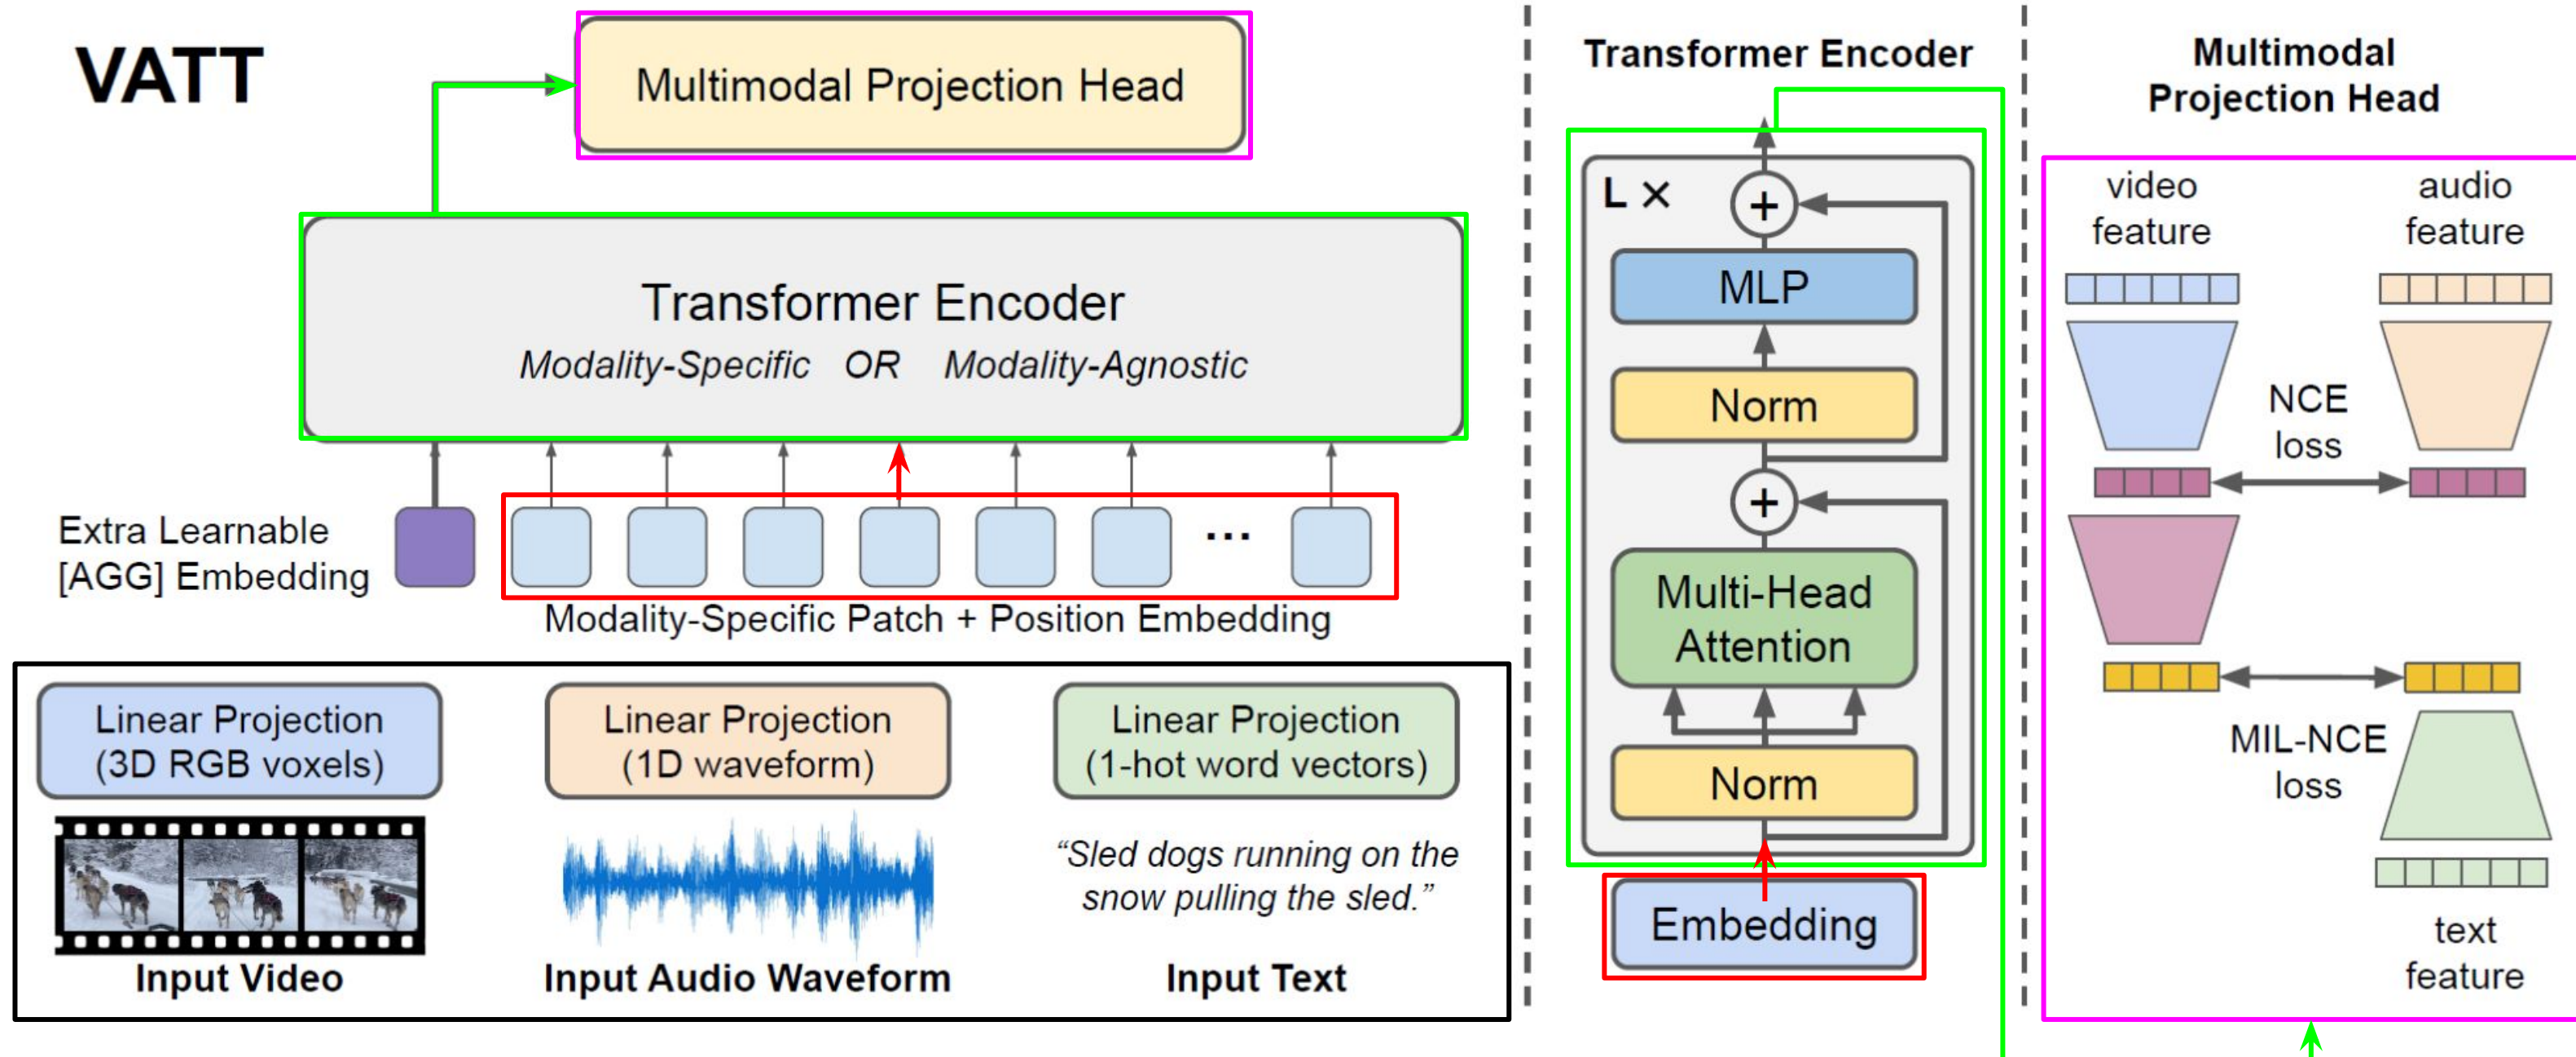 VATT
Multimodal Projection Head
Transformer Encoder
Modality-Specific OR Modality-Agnostic
Extra Learnable
[AGG] Embedding
...
Modality-Specific Patch + Position Embedding
Linear Projection
(3D RGB voxels)
Input Video
Linear Projection
(1D waveform)
Input Audio Waveform
Linear Projection
(1-hot word vectors)
“Sled dogs running on the
snow pulling the sled.”
Input Text
Transformer Encoder
L ×
+
MLP
Norm
+
Multi-Head
Attention
Norm
Embedding
Multimodal
Projection Head
video
feature
audio
feature
NCE
loss
MIL-NCE
loss
text
feature